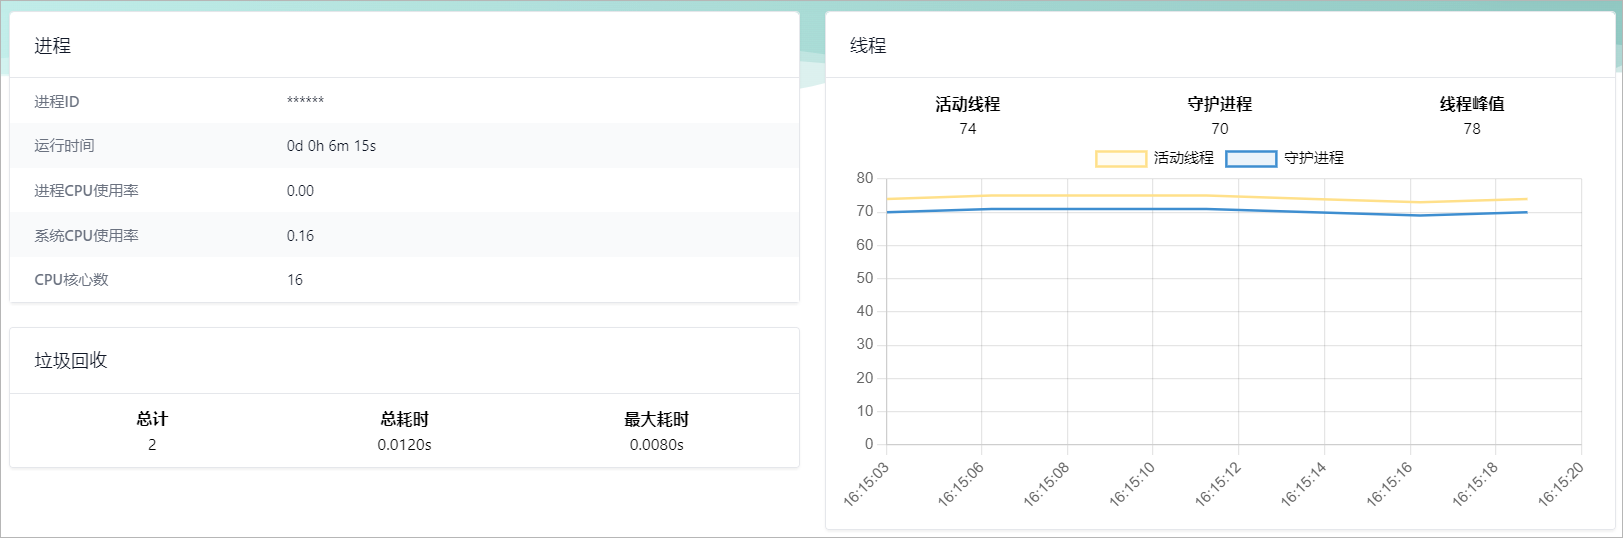 进程
进程ID ******
运行时间 0d 0h 6m 15s
进程CPU使用率 0.00
系统CPU使用率 0.16
CPU核心数 16
垃圾回收
总计 总耗时 最大耗时
2 0.0120s 0.0080s
线程
活动线程 守护进程 线程峰值
74 70 78
活动线程 守护进程
80
70
60
50
40
30
20
10
0
16:15:03 16:15:06 16:15:08 16:15:10 16:15:12 16:15:14 16:15:16 16:15:18 16:15:20